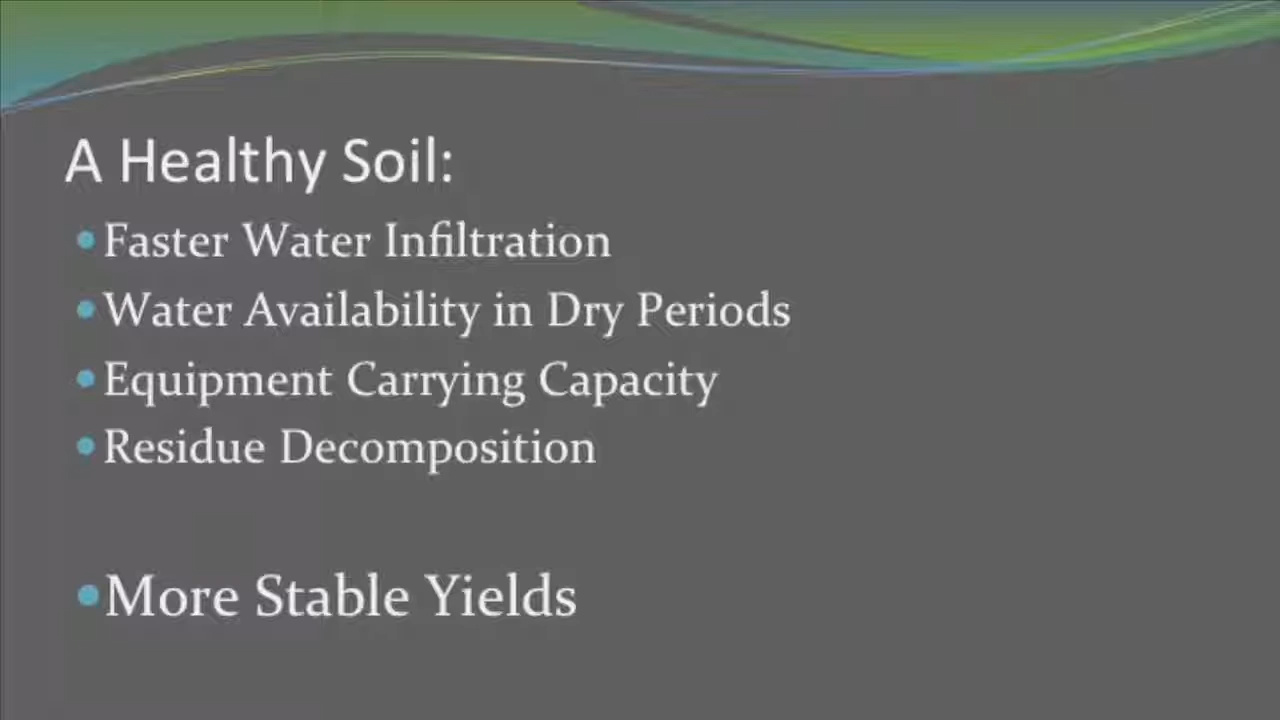 A Healthy Soil:
• Faster Water Infiltration
• Water Availability in Dry Periods
• Equipment Carrying Capacity
• Residue Decomposition
• More Stable Yields